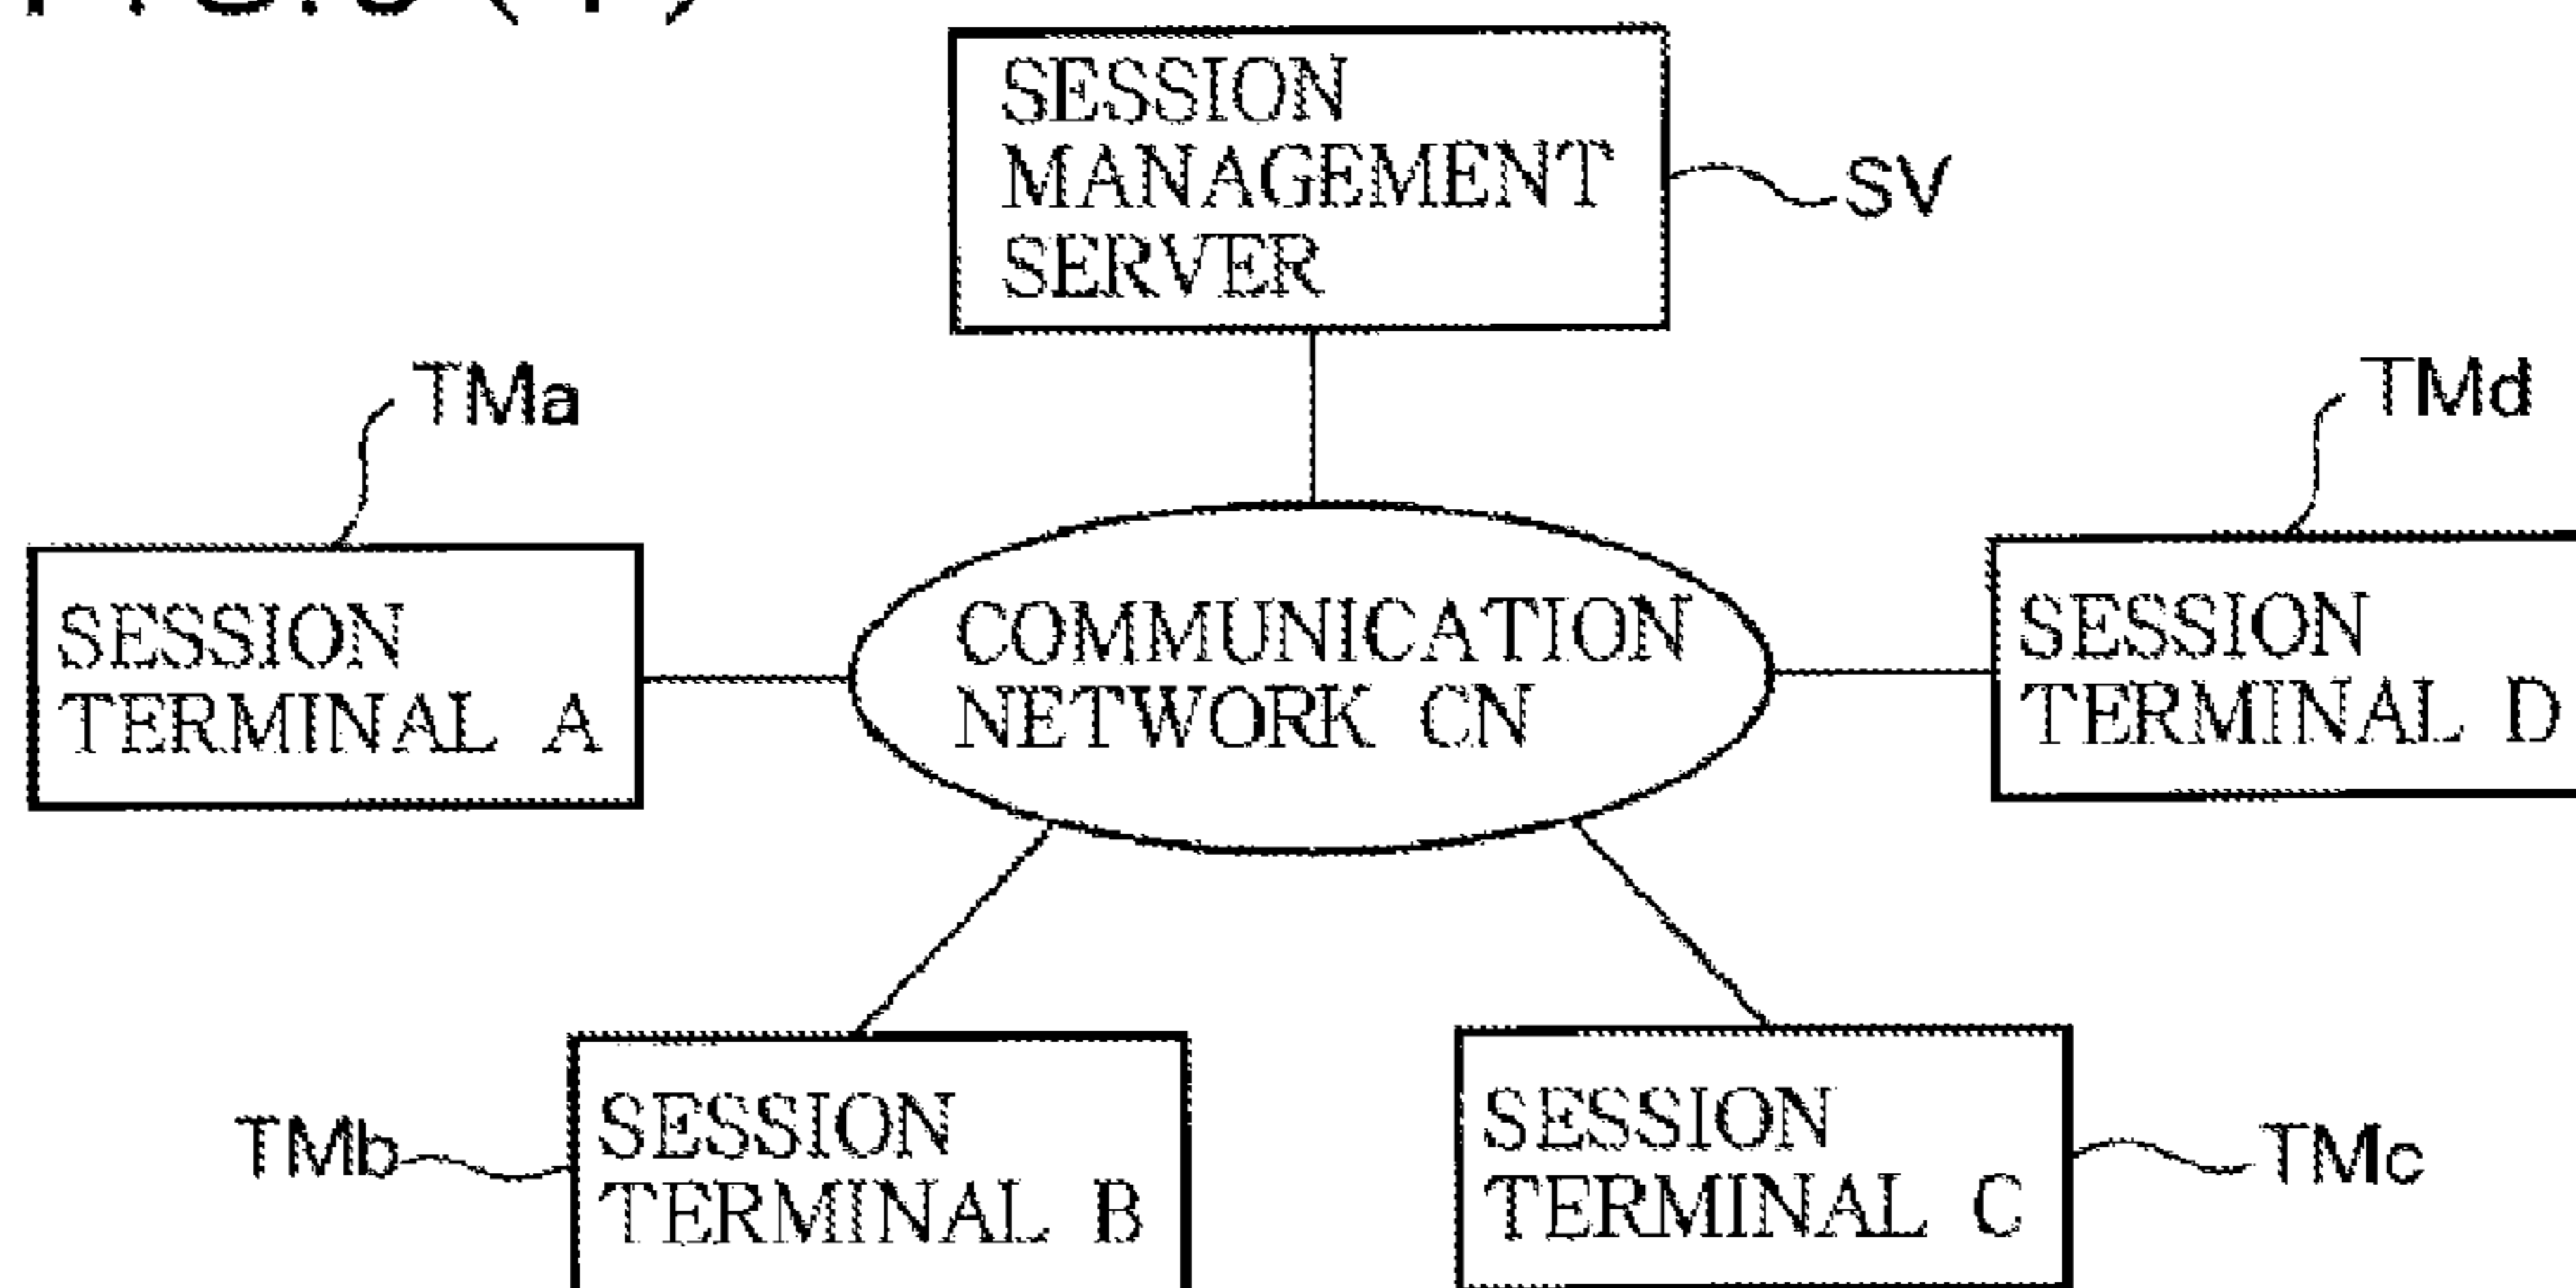 SESSION
MANAGEMENT
SERVER
SV
TMa
TMd
SESSION
TERMINAL A
COMMUNICATION
NETWORK CN
SESSION
TERMINAL D
TMb
SESSION
TERMINAL B
SESSION
TERMINAL C
TMc